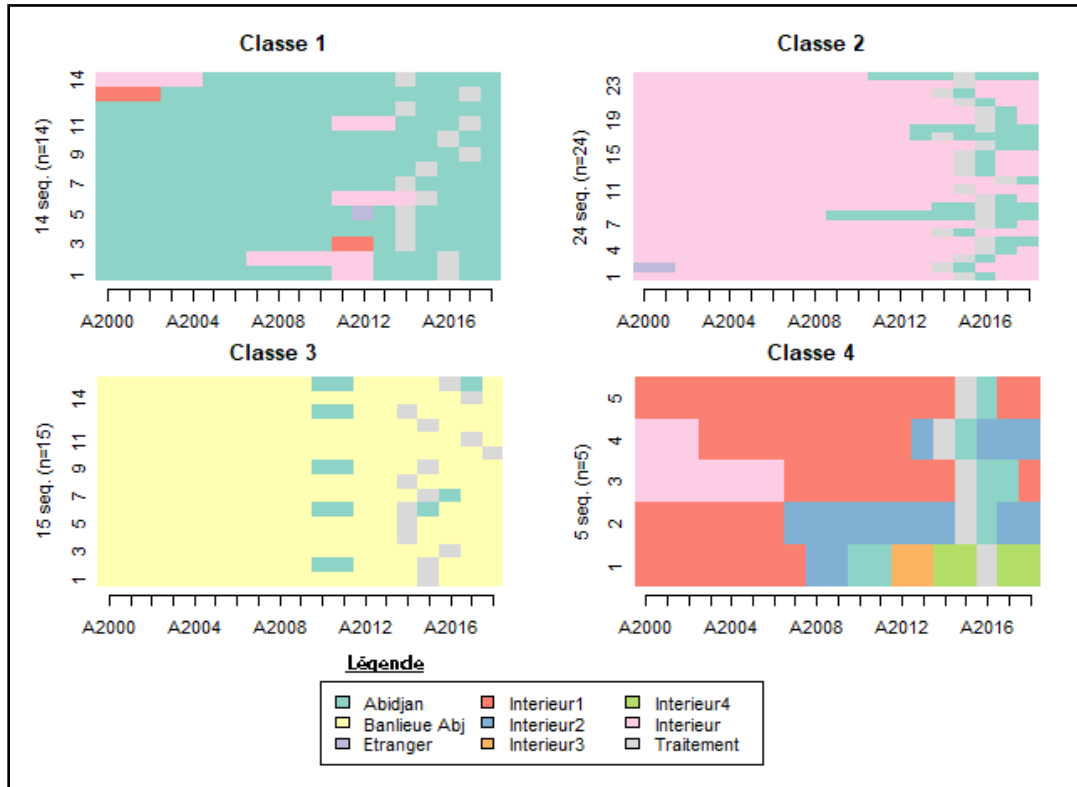 Classe 1
14 seq. (n=14)
1 3 5 7 9 11 14
A2000 A2004 A2008 A2012 A2016
Classe 2
24 seq. (n=24)
1 4 7 11 15 19 23
A2000 A2004 A2008 A2012 A2016
Classe 3
15 seq. (n=15)
1 3 5 7 9 11 14
A2000 A2004 A2008 A2012 A2016
Classe 4
5 seq. (n=5)
1 2 3 4 5
A2000 A2004 A2008 A2012 A2016
Légende
Abidjan Interieur1 Interieur4
Banlieue Abj Interieur2 Interieur
Etranger Interieur3 Traitement